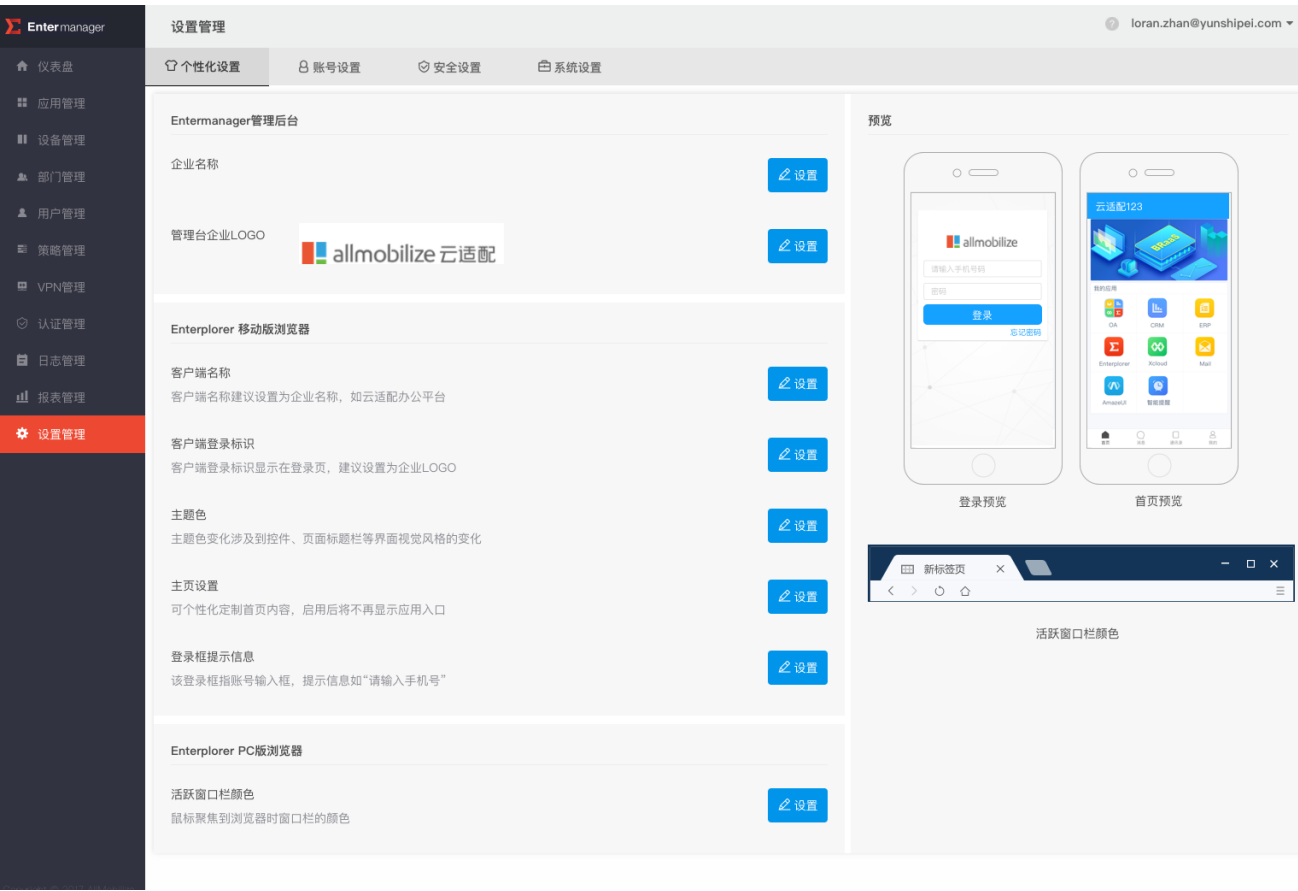 Entermanager
设置管理
loran.zhan@yunshipei.com
仪表盘
应用管理
设备管理
部门管理
用户管理
策略管理
VPN管理
认证管理
日志管理
报表管理
设置管理
个性化设置
账号设置
安全设置
系统设置
Entermanager管理后台
企业名称
设置
管理台企业LOGO
allmobilize 云适配
设置
Enterplorer 移动版浏览器
客户端名称
客户端名称建议设置为企业名称，如云适配办公平台
设置
客户端登录标识
客户端登录标识显示在登录页，建议设置为企业LOGO
设置
主题色
主题色变化涉及到控件、页面标题栏等界面视觉风格的变化
设置
主页设置
可个性化定制首页内容，启用后将不再显示应用入口
设置
登录框提示信息
该登录框指账号输入框，提示信息如“请输入手机号”
设置
Enterplorer PC版浏览器
活跃窗口栏颜色
鼠标聚焦到浏览器时窗口栏的颜色
设置
预览
allmobilize
请输入手机号码
密码
登录
忘记密码
登录预览
云适配123
BRaaS
我的应用
OA
CRM
ERP
Enterplorer
Xcloud
Mail
AmazeUI
智能提醒
首页预览
新标签页
活跃窗口栏颜色